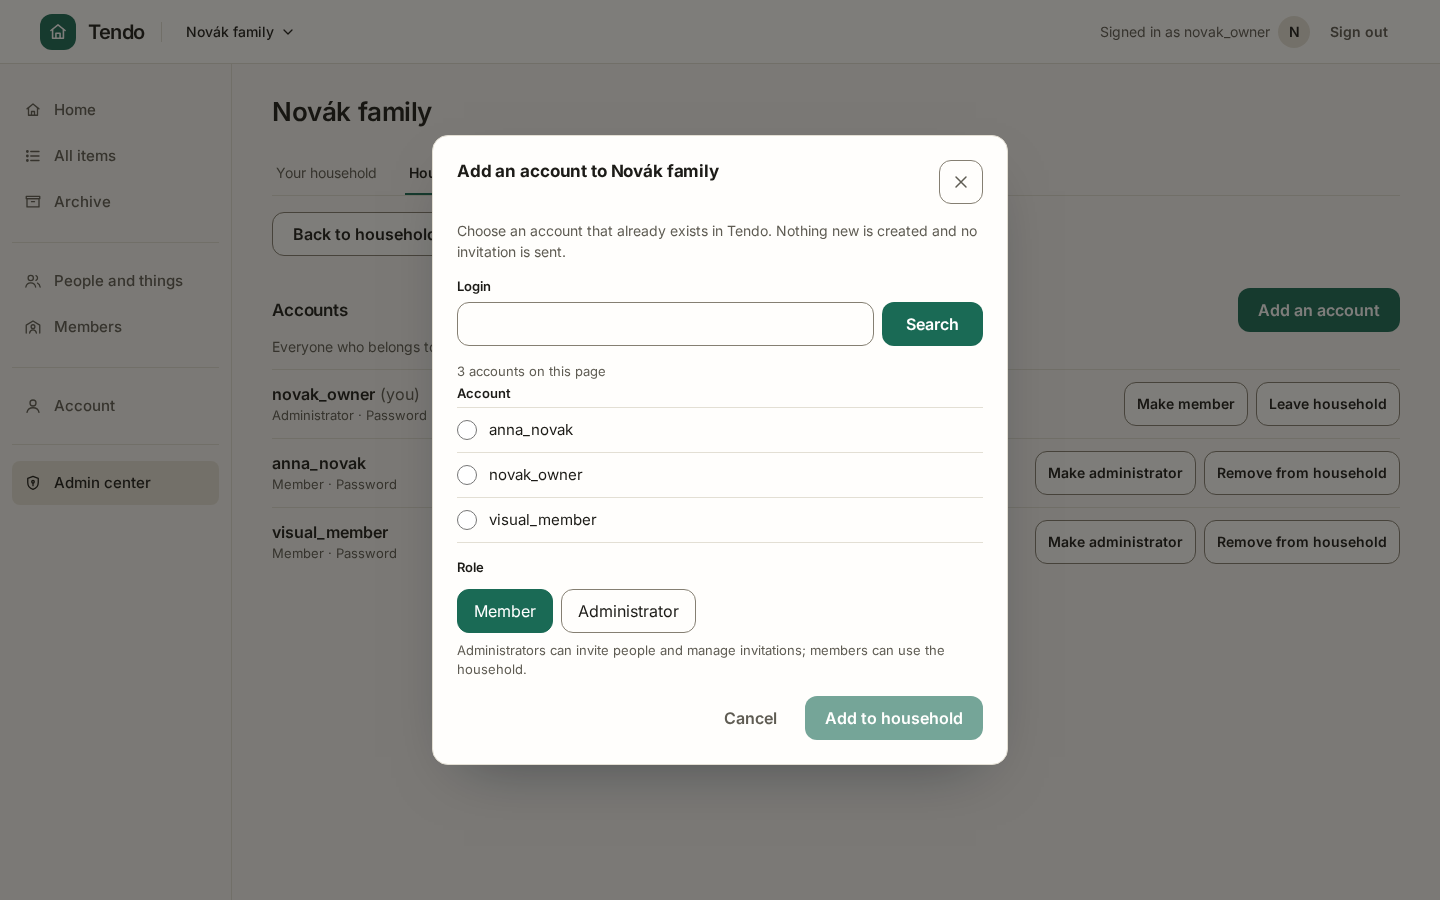 Tendo
Novák family
Signed in as novak_owner
N
Sign out
Home
All items
Archive
People and things
Members
Account
Admin center
Novák family
Your household
Back to household
Accounts
Add an account
Everyone who belongs
novak_owner (you)
Administrator · Password
Make member
Leave household
anna_novak
Member · Password
Make administrator
Remove from household
visual_member
Member · Password
Make administrator
Remove from household
Add an account to Novák family
Choose an account that already exists in Tendo. Nothing new is created and no
invitation is sent.
Login
Search
3 accounts on this page
Account
anna_novak
novak_owner
visual_member
Role
Member
Administrator
Administrators can invite people and manage invitations; members can use the
household.
Cancel
Add to household